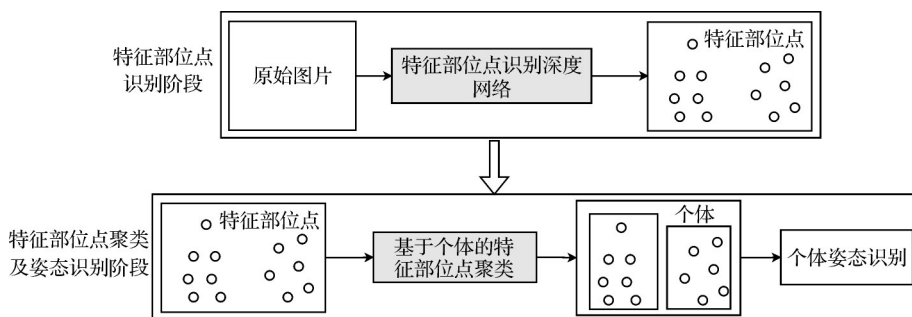 特征部位点
识别阶段
原始图片
特征部位点识别深度
网络
特征部位点
特征部位点聚类
及姿态识别阶段
特征部位点
基于个体的特
征部位点聚类
个体
个体姿态识别